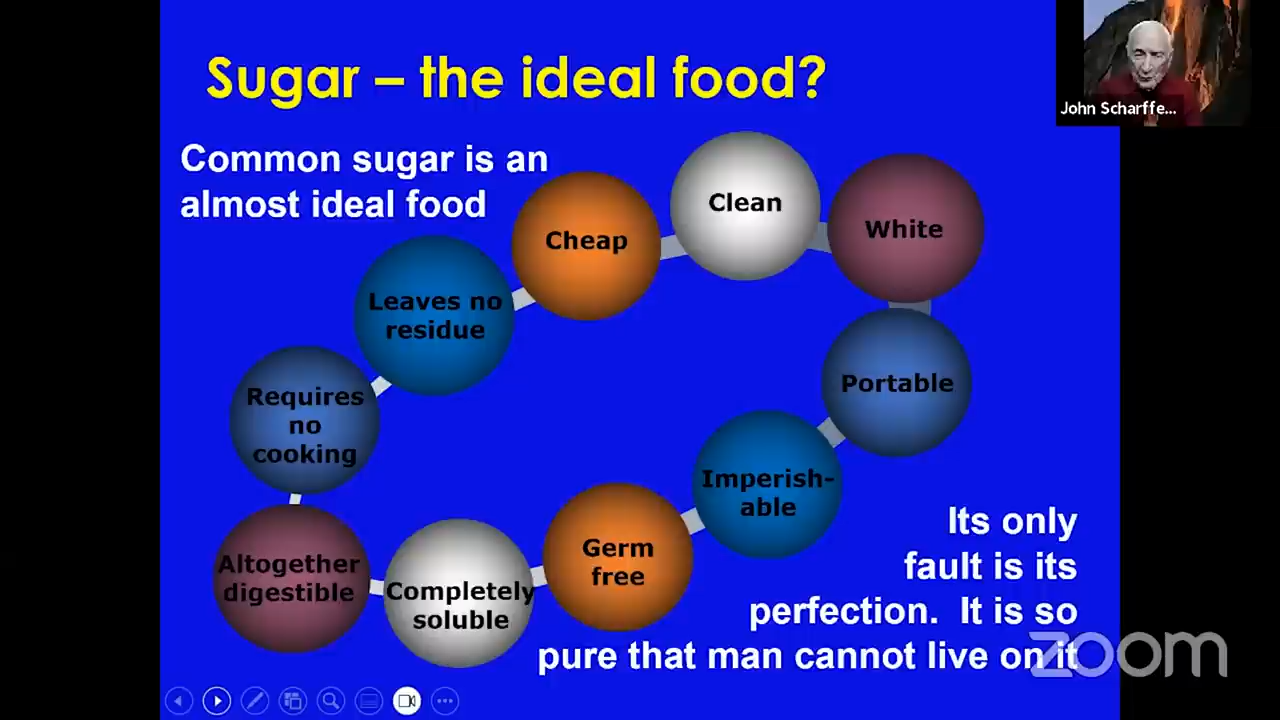 Sugar – the ideal food?
John Scharffe...
Common sugar is an
almost ideal food
Cheap
Clean
White
Leaves no
residue
Portable
Requires
no
cooking
Imperish-
able
Its only
fault is its
perfection. It is so
pure that man cannot live on it
Germ
free
Altogether
digestible
Completely
soluble
zoom